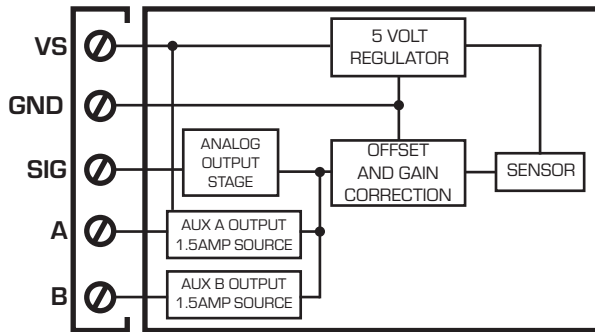 VS
5 VOLT
REGULATOR
GND
SIG
ANALOG
OUTPUT
STAGE
OFFSET
AND GAIN
CORRECTION
SENSOR
A
AUX A OUTPUT
1.5AMP SOURCE
B
AUX B OUTPUT
1.5AMP SOURCE